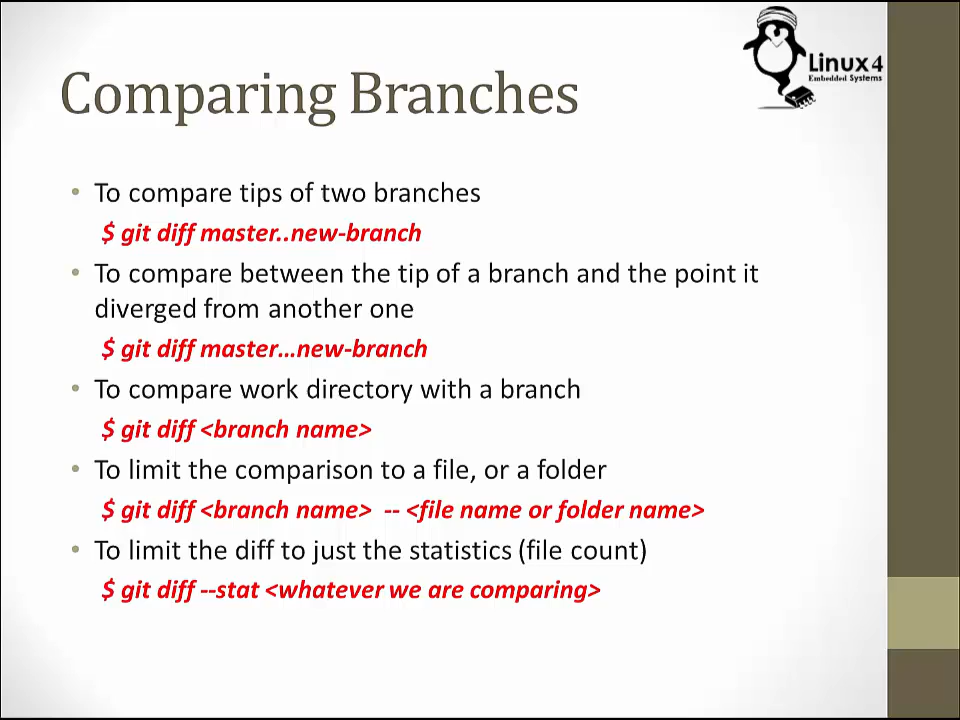 Linux 4
Embedded Systems
Comparing Branches
• To compare tips of two branches
$ git diff master..new-branch
• To compare between the tip of a branch and the point it
diverged from another one
$ git diff master…new-branch
• To compare work directory with a branch
$ git diff <branch name>
• To limit the comparison to a file, or a folder
$ git diff <branch name>  -- <file name or folder name>
• To limit the diff to just the statistics (file count)
$ git diff --stat <whatever we are comparing>